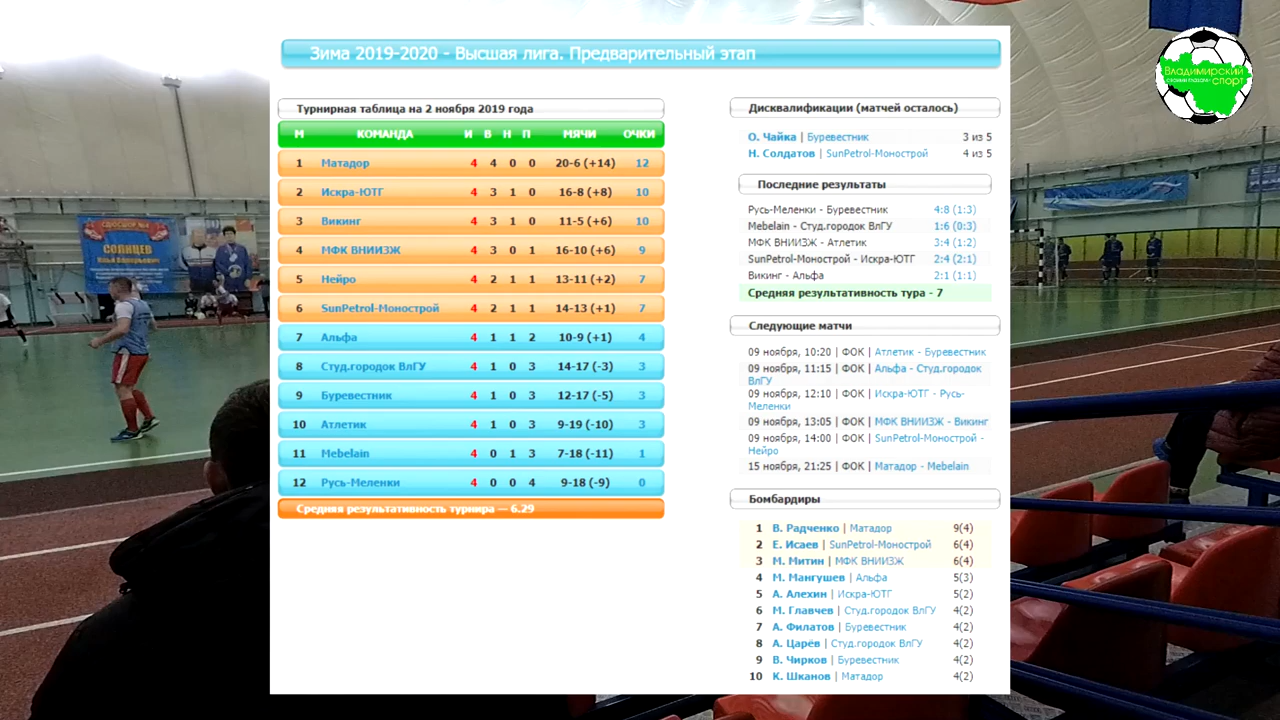 Зима 2019-2020 - Высшая лига. Предварительный этап
Владимирский
своими глазами - спорт
СДЮСШОР №4
СОЛНЦЕВ
Турнирная таблица на 2 ноября 2019 года
М КОМАНДА И В Н П МЯЧИ ОЧКИ
1 Матадор 4 4 0 0 20-6 (+14) 12
2 Искра-ЮТГ 4 3 1 0 16-8 (+8) 10
3 Викинг 4 3 1 0 11-5 (+6) 10
4 МФК ВНИИЗЖ 4 3 0 1 16-10 (+6) 9
5 Нейро 4 2 1 1 13-11 (+2) 7
6 SunPetrol-Монострой 4 2 1 1 14-13 (+1) 7
7 Альфа 4 1 1 2 10-9 (+1) 4
8 Студ.городок ВлГУ 4 1 0 3 14-17 (-3) 3
9 Буревестник 4 1 0 3 12-17 (-5) 3
10 Атлетик 4 1 0 3 9-19 (-10) 3
11 Mebelain 4 0 1 3 7-18 (-11) 1
12 Русь-Меленки 4 0 0 4 9-18 (-9) 0
Средняя результативность турнира — 6.29
Дисквалификации (матчей осталось)
О. Чайка | Буревестник 3 из 5
Н. Солдатов | SunPetrol-Монострой 4 из 5
Последние результаты
Русь-Меленки - Буревестник 4:8 (1:3)
Mebelain - Студ.городок ВлГУ 1:6 (0:3)
МФК ВНИИЗЖ - Атлетик 3:4 (1:2)
SunPetrol-Монострой - Искра-ЮТГ 2:4 (2:1)
Викинг - Альфа 2:1 (1:1)
Средняя результативность тура - 7
Следующие матчи
09 ноября, 10:20 | ФОК | Атлетик - Буревестник
09 ноября, 11:15 | ФОК | Альфа - Студ.городок
ВлГУ
09 ноября, 12:10 | ФОК | Искра-ЮТГ - Русь-
Меленки
09 ноября, 13:05 | ФОК | МФК ВНИИЗЖ - Викинг
09 ноября, 14:00 | ФОК | SunPetrol-Монострой -
Нейро
15 ноября, 21:25 | ФОК | Матадор - Mebelain
Бомбардиры
1 В. Радченко | Матадор 9(4)
2 Е. Исаев | SunPetrol-Монострой 6(4)
3 М. Митин | МФК ВНИИЗЖ 6(4)
4 М. Мангушев | Альфа 5(3)
5 А. Алехин | Искра-ЮТГ 5(2)
6 М. Главчев | Студ.городок ВлГУ 4(2)
7 А. Филатов | Буревестник 4(2)
8 А. Царёв | Студ.городок ВлГУ 4(2)
9 В. Чирков | Буревестник 4(2)
10 К. Шканов | Матадор 4(2)